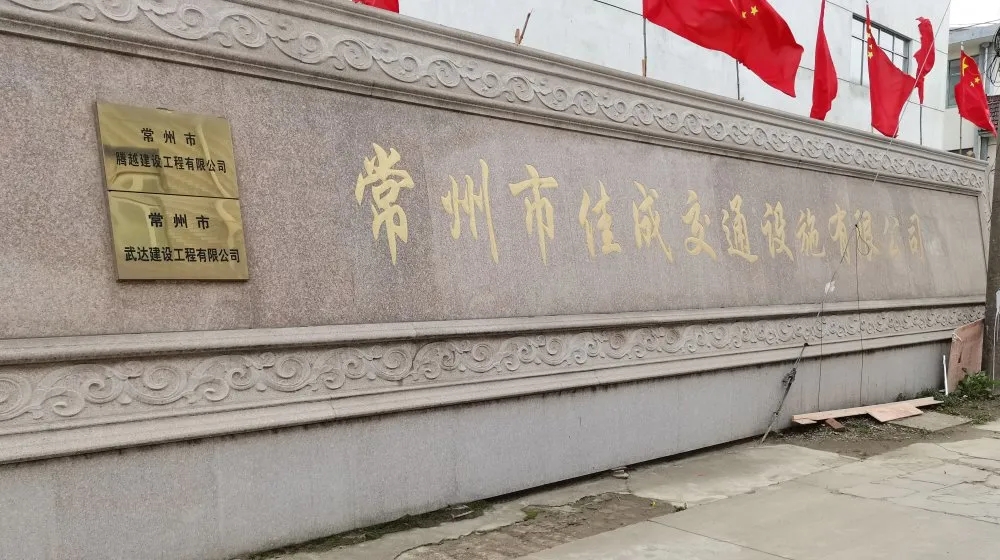 常州市
腾越建设工程有限公司
常州市
武达建设工程有限公司
常州市佳成交通设施有限公司